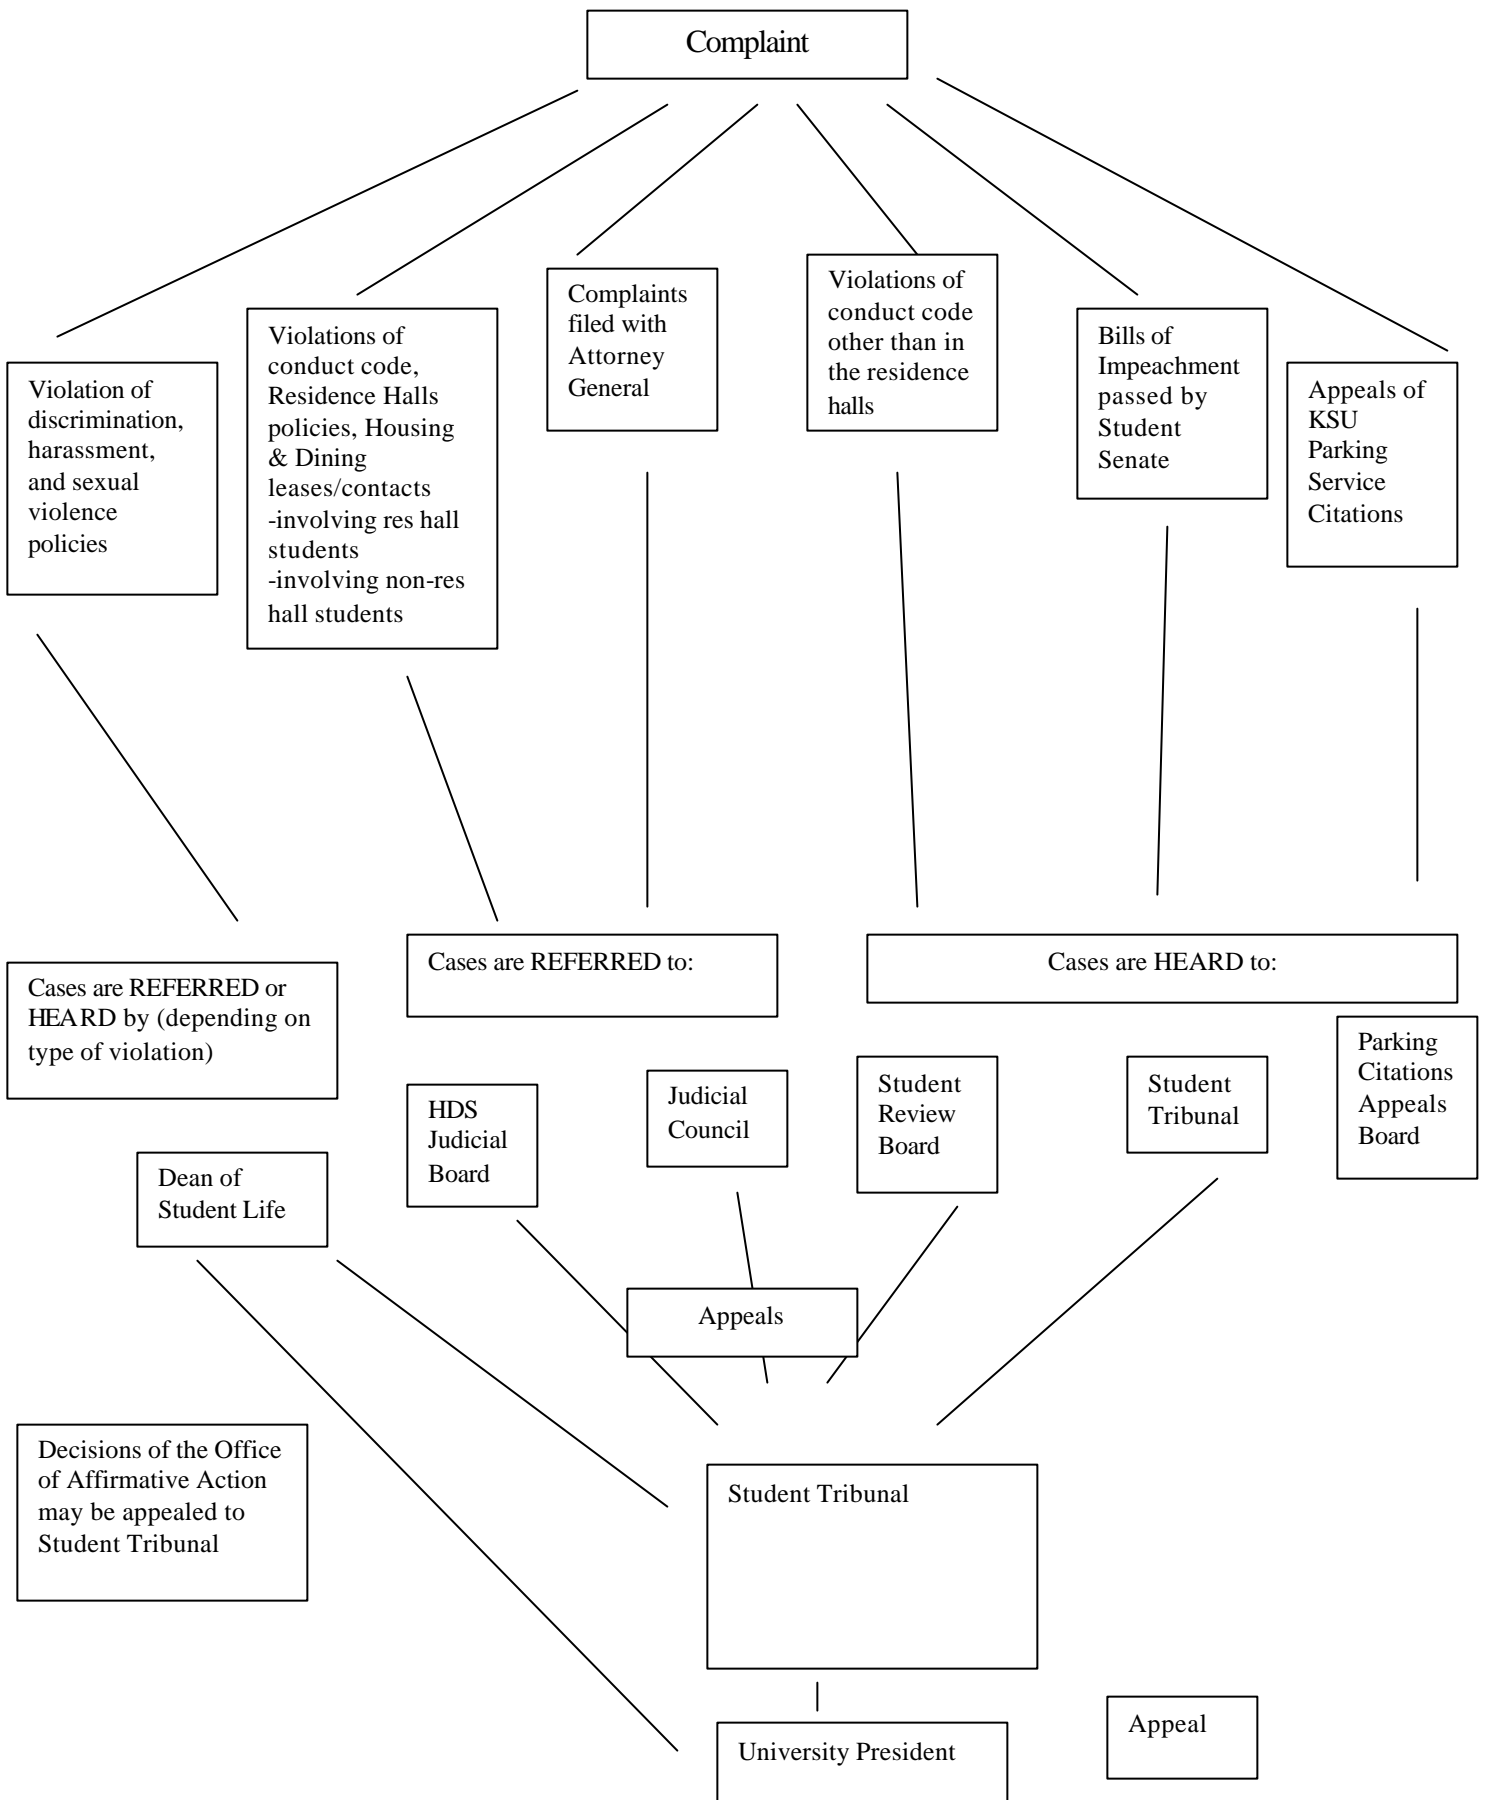 Complaint
Violation of
discrimination,
harassment,
and sexual
violence
policies
Violations of
conduct code,
Residence Halls
policies, Housing
& Dining
leases/contacts
-involving res hall
students
-involving non-res
hall students
Complaints
filed with
Attorney
General
Violations of
conduct code
other than in
the residence
halls
Bills of
Impeachment
passed by
Student
Senate
Appeals of
KSU
Parking
Service
Citations
Cases are REFERRED or
HEARD by (depending on
type of violation)
Cases are REFERRED to:
Cases are HEARD to:
Dean of
Student Life
HDS
Judicial
Board
Judicial
Council
Student
Review
Board
Student
Tribunal
Parking
Citations
Appeals
Board
Appeals
Decisions of the Office
of Affirmative Action
may be appealed to
Student Tribunal
Student Tribunal
University President
Appeal